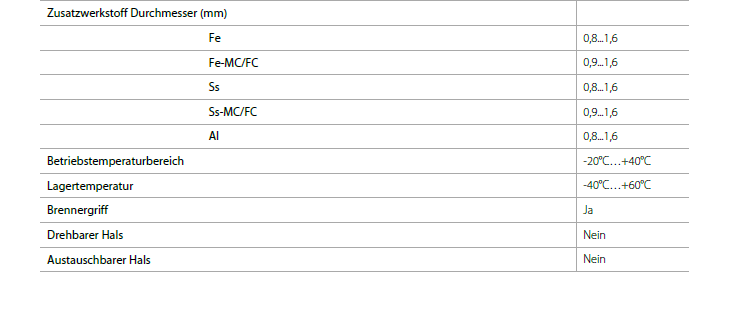 Zusatzwerkstoff Durchmesser (mm)
Fe 0,8...1,6
Fe-MC/FC 0,9...1,6
Ss 0,8...1,6
Ss-MC/FC 0,9...1,6
Al 0,8...1,6
Betriebstemperaturbereich -20°C…+40°C
Lagertemperatur -40°C…+60°C
Brennergriff Ja
Drehbarer Hals Nein
Austauschbarer Hals Nein